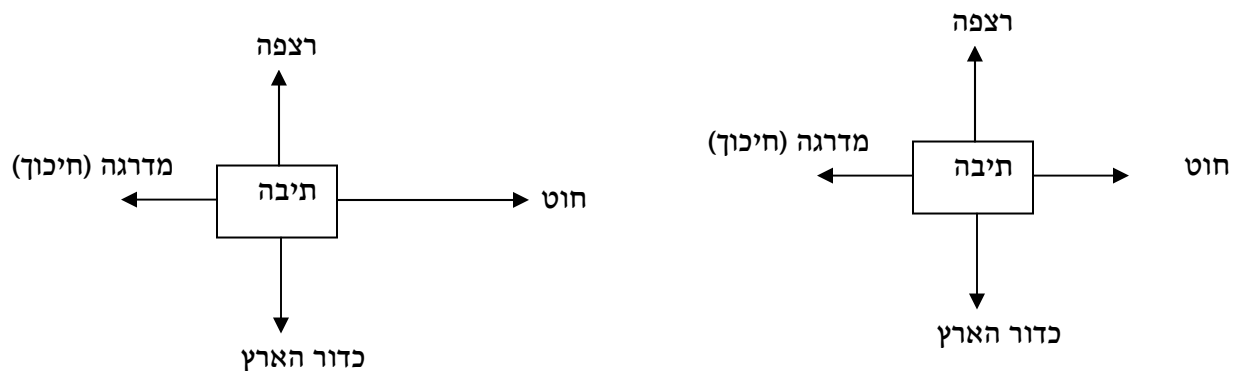 רצפה
מדרגה (חיכוך)
תיבה
חוט
כדור הארץ
רצפה
מדרגה (חיכוך)
תיבה
חוט
כדור הארץ